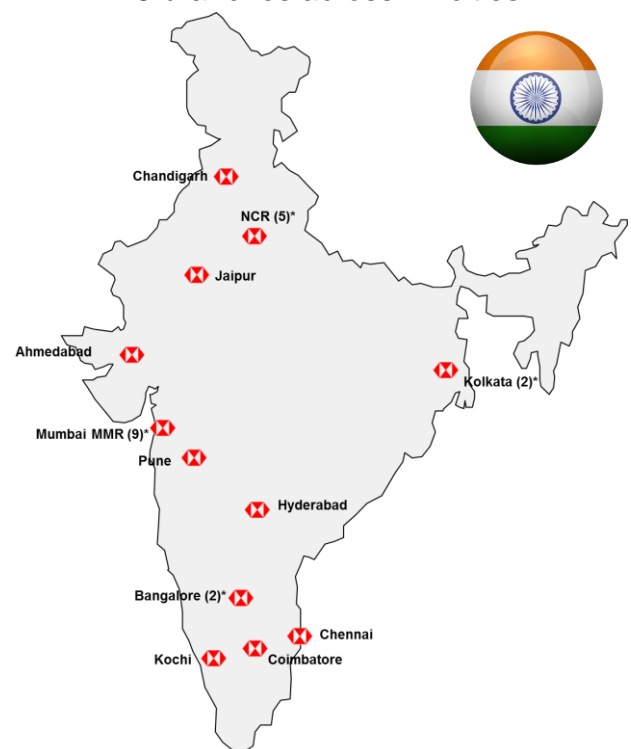 Chandigarh
NCR (5)*
Jaipur
Ahmedabad
Kolkata (2)*
Mumbai MMR (9)*
Pune
Hyderabad
Bangalore (2)*
Chennai
Kochi
Coimbatore